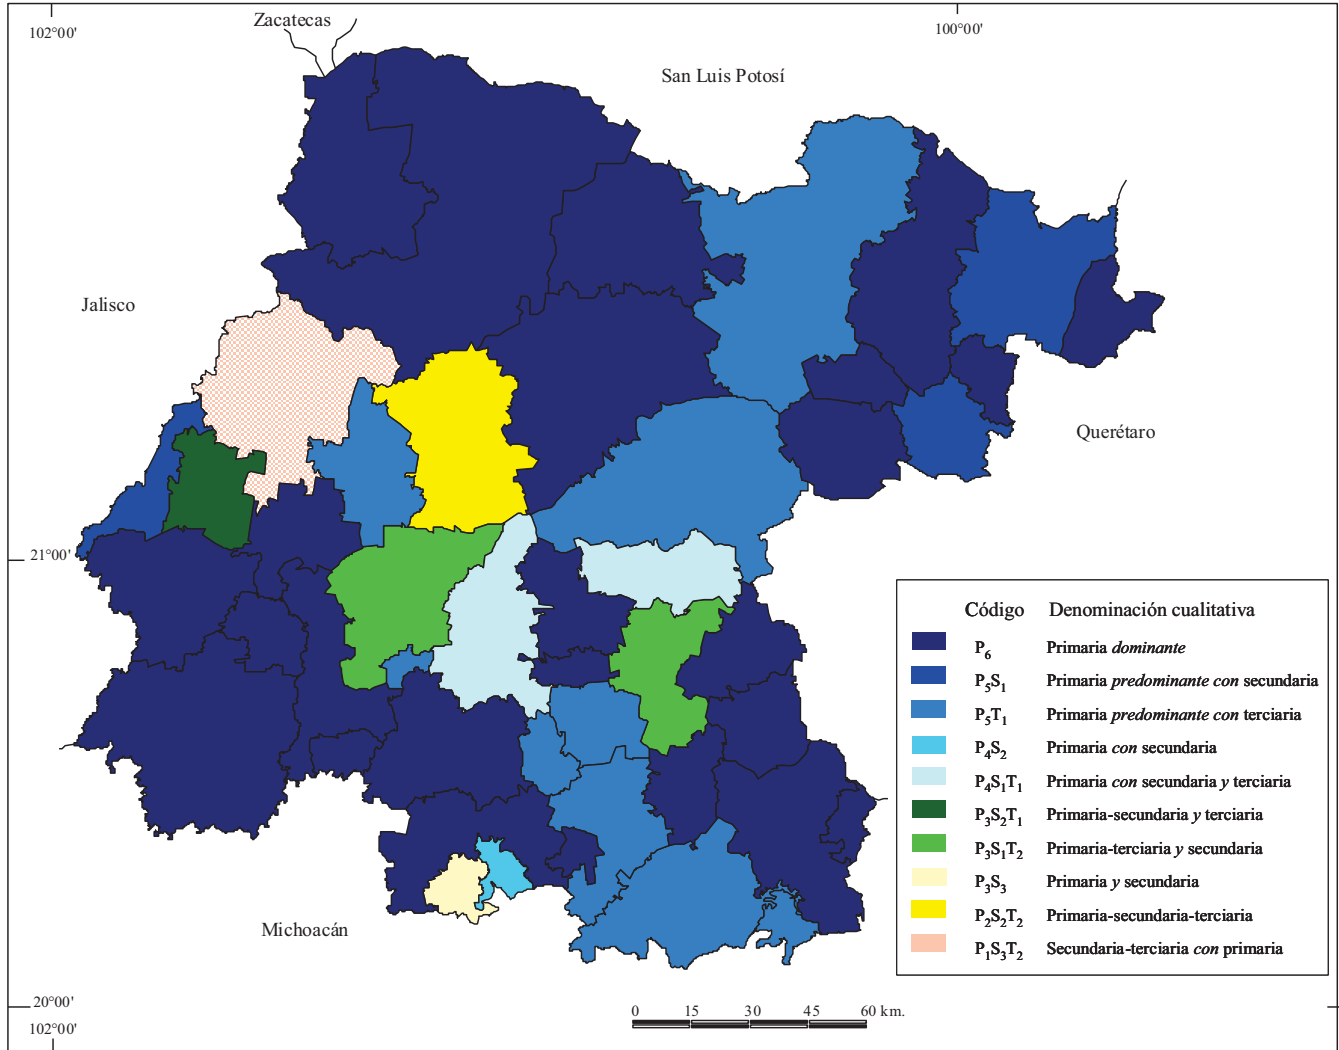 102°00'
Zacatecas
100°00'
San Luis Potosí
Jalisco
Querétaro
21°00'
Código Denominación cualitativa
P6 Primaria dominante
P5S1 Primaria predominante con secundaria
P5T1 Primaria predominante con terciaria
P4S2 Primaria con secundaria
P4S1T1 Primaria con secundaria y terciaria
P3S2T1 Primaria-secundaria y terciaria
P3S1T2 Primaria-terciaria y secundaria
P3S3 Primaria y secundaria
P2S2T2 Primaria-secundaria-terciaria
P1S3T2 Secundaria-terciaria con primaria
Michoacán
20°00'
102°00'
0 15 30 45 60 km.